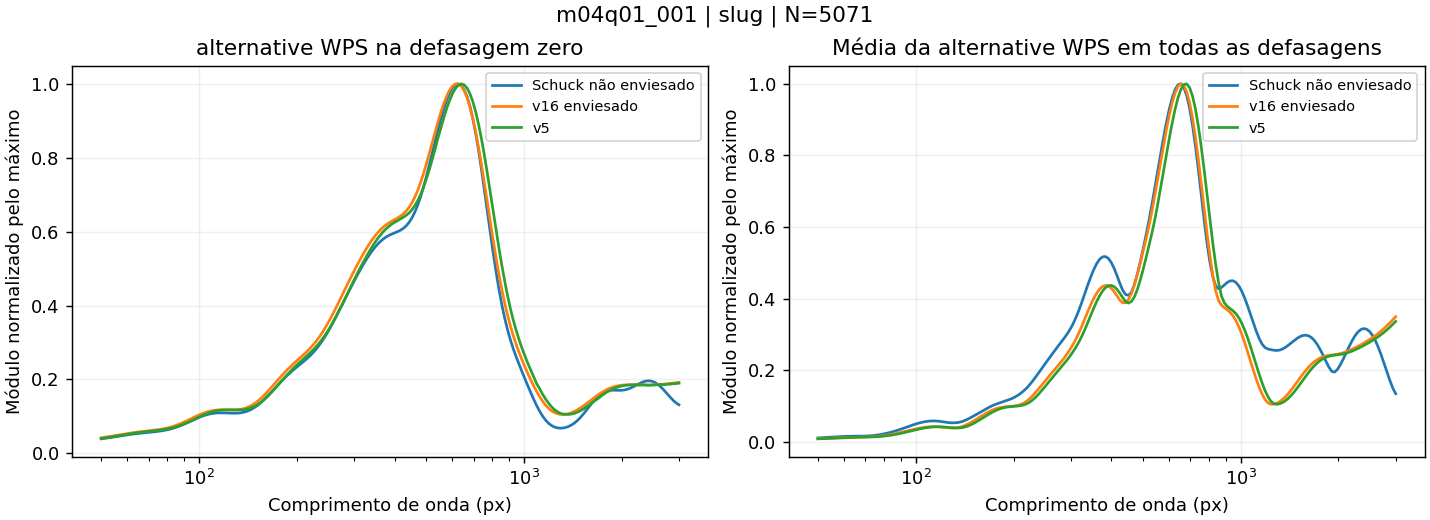 m04q01_001 | slug | N=5071
alternative WPS na defasagem zero
Módulo normalizado pelo máximo
1.0
0.8
0.6
0.4
0.2
0.0
Schuck não enviesado
v16 enviesado
v5
10²
10³
Comprimento de onda (px)
Média da alternative WPS em todas as defasagens
Módulo normalizado pelo máximo
1.0
0.8
0.6
0.4
0.2
0.0
Schuck não enviesado
v16 enviesado
v5
10²
10³
Comprimento de onda (px)